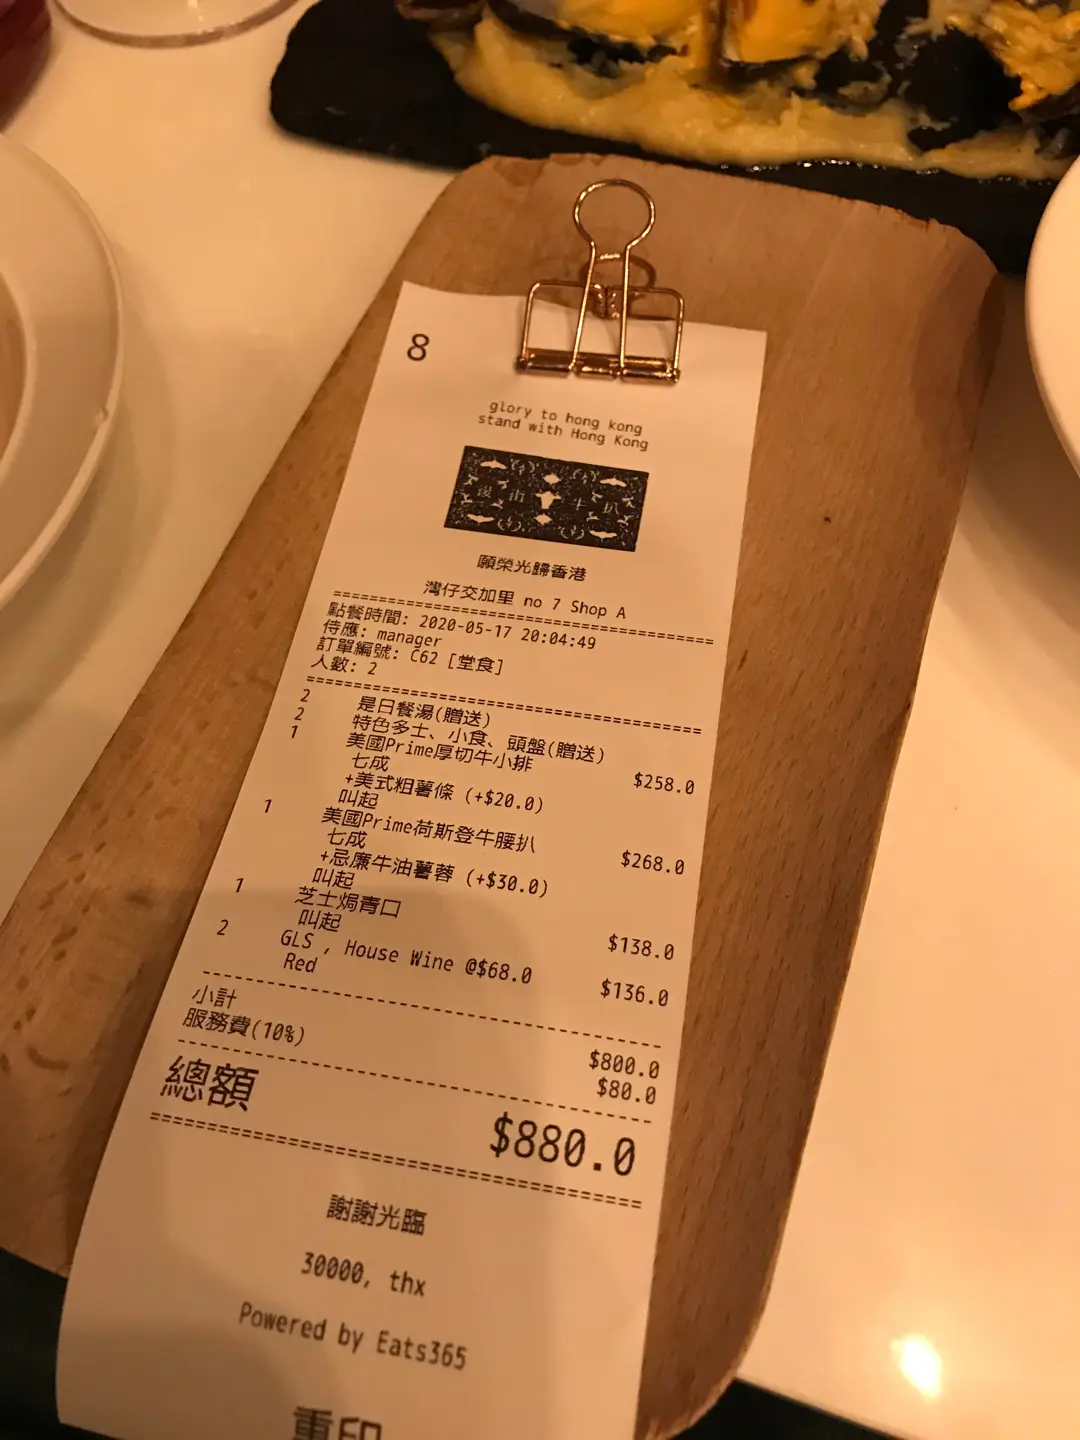 8
glory to hong kong
stand with Hong Kong
後街牛扒
願榮光歸香港
灣仔交加里 no 7 Shop A
點餐時間: 2020-05-17 20:04:49
侍應: manager
訂單編號: C62 [堂食]
人數: 2
2 是日餐湯(贈送)
2 特色多士、小食、頭盤(贈送)
1 美國Prime厚切牛小排 $258.0
七成
+美式粗薯條 (+$20.0)
叫起
1 美國Prime荷斯登牛腰扒 $268.0
七成
+忌廉牛油薯蓉 (+$30.0)
叫起
1 芝士焗青口 $138.0
叫起
2 GLS , House Wine @$68.0 $136.0
Red
小計 $800.0
服務費(10%) $80.0
總額 $880.0
謝謝光臨
30000, thx
Powered by Eats365
重印